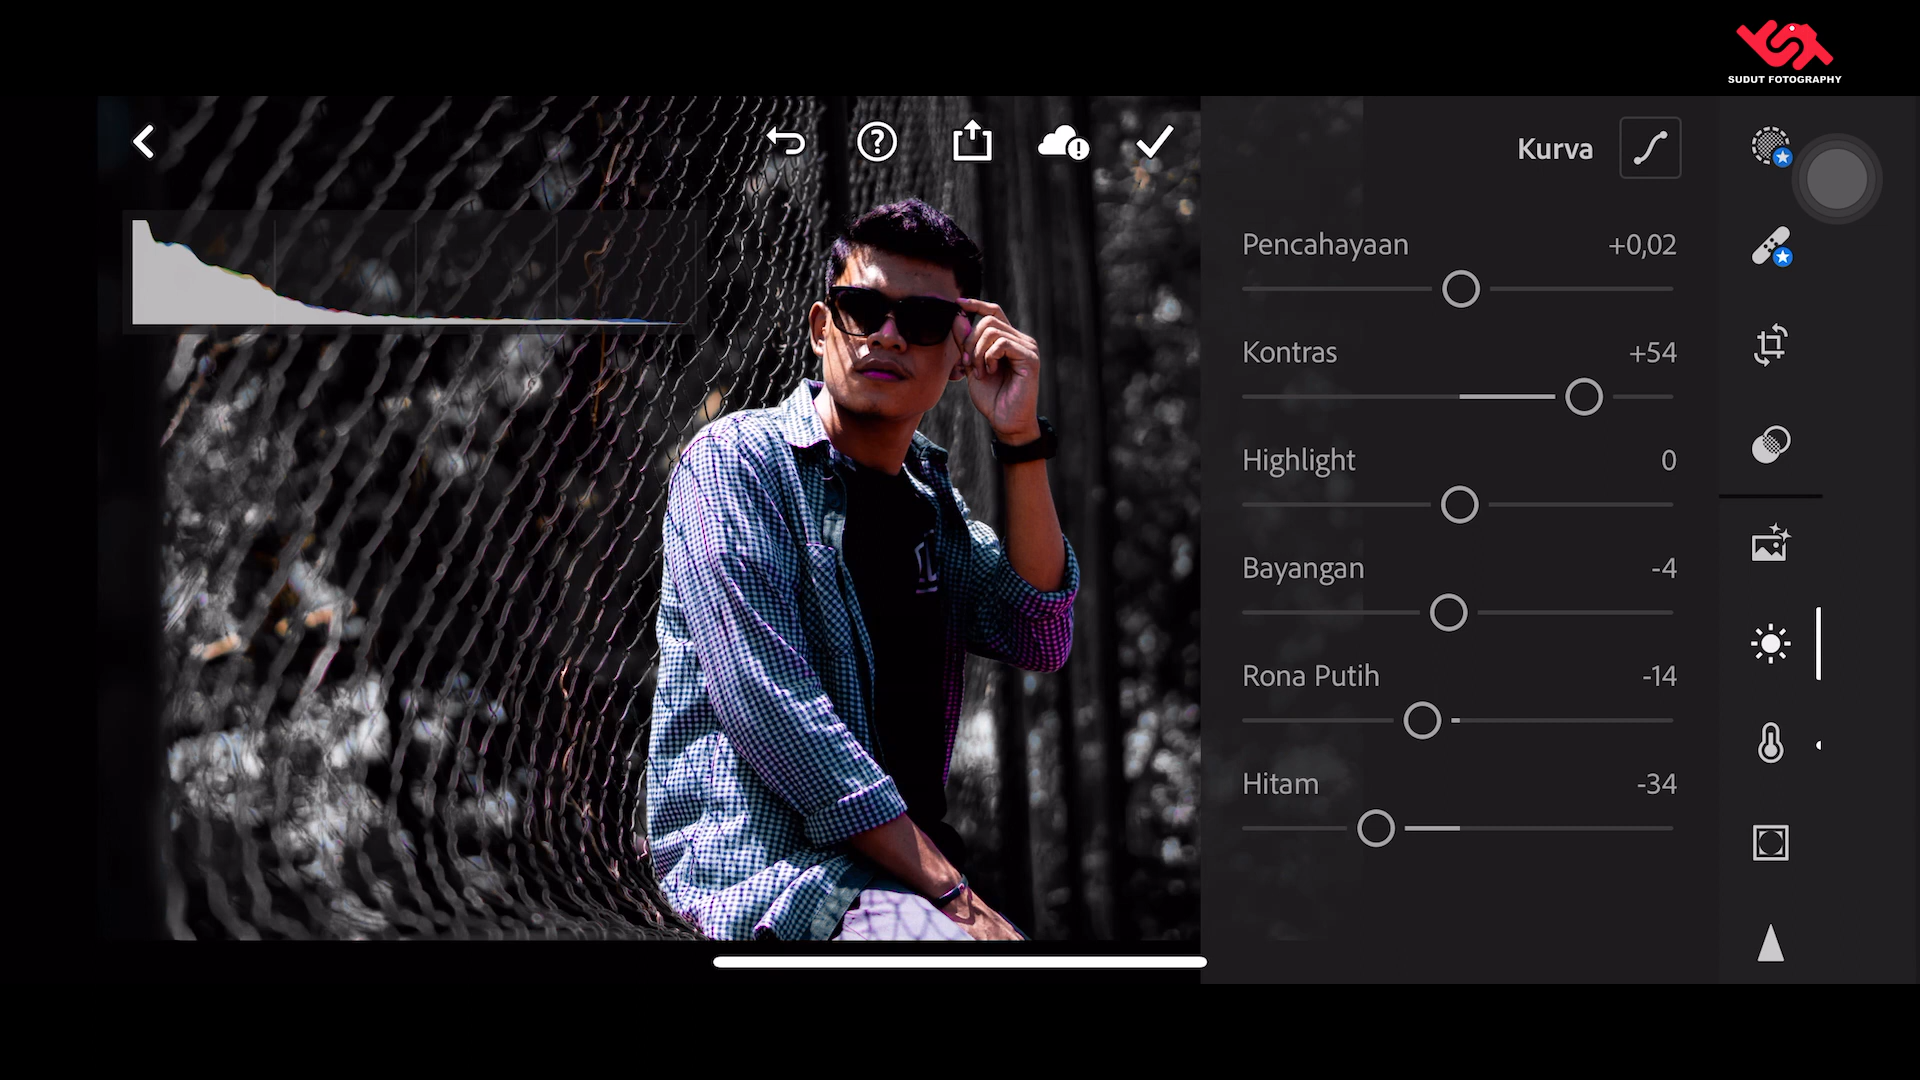 SUDUT FOTOGRAPHY
Kurva
Pencahayaan +0,02
Kontras +54
Highlight 0
Bayangan -4
Rona Putih -14
Hitam -34